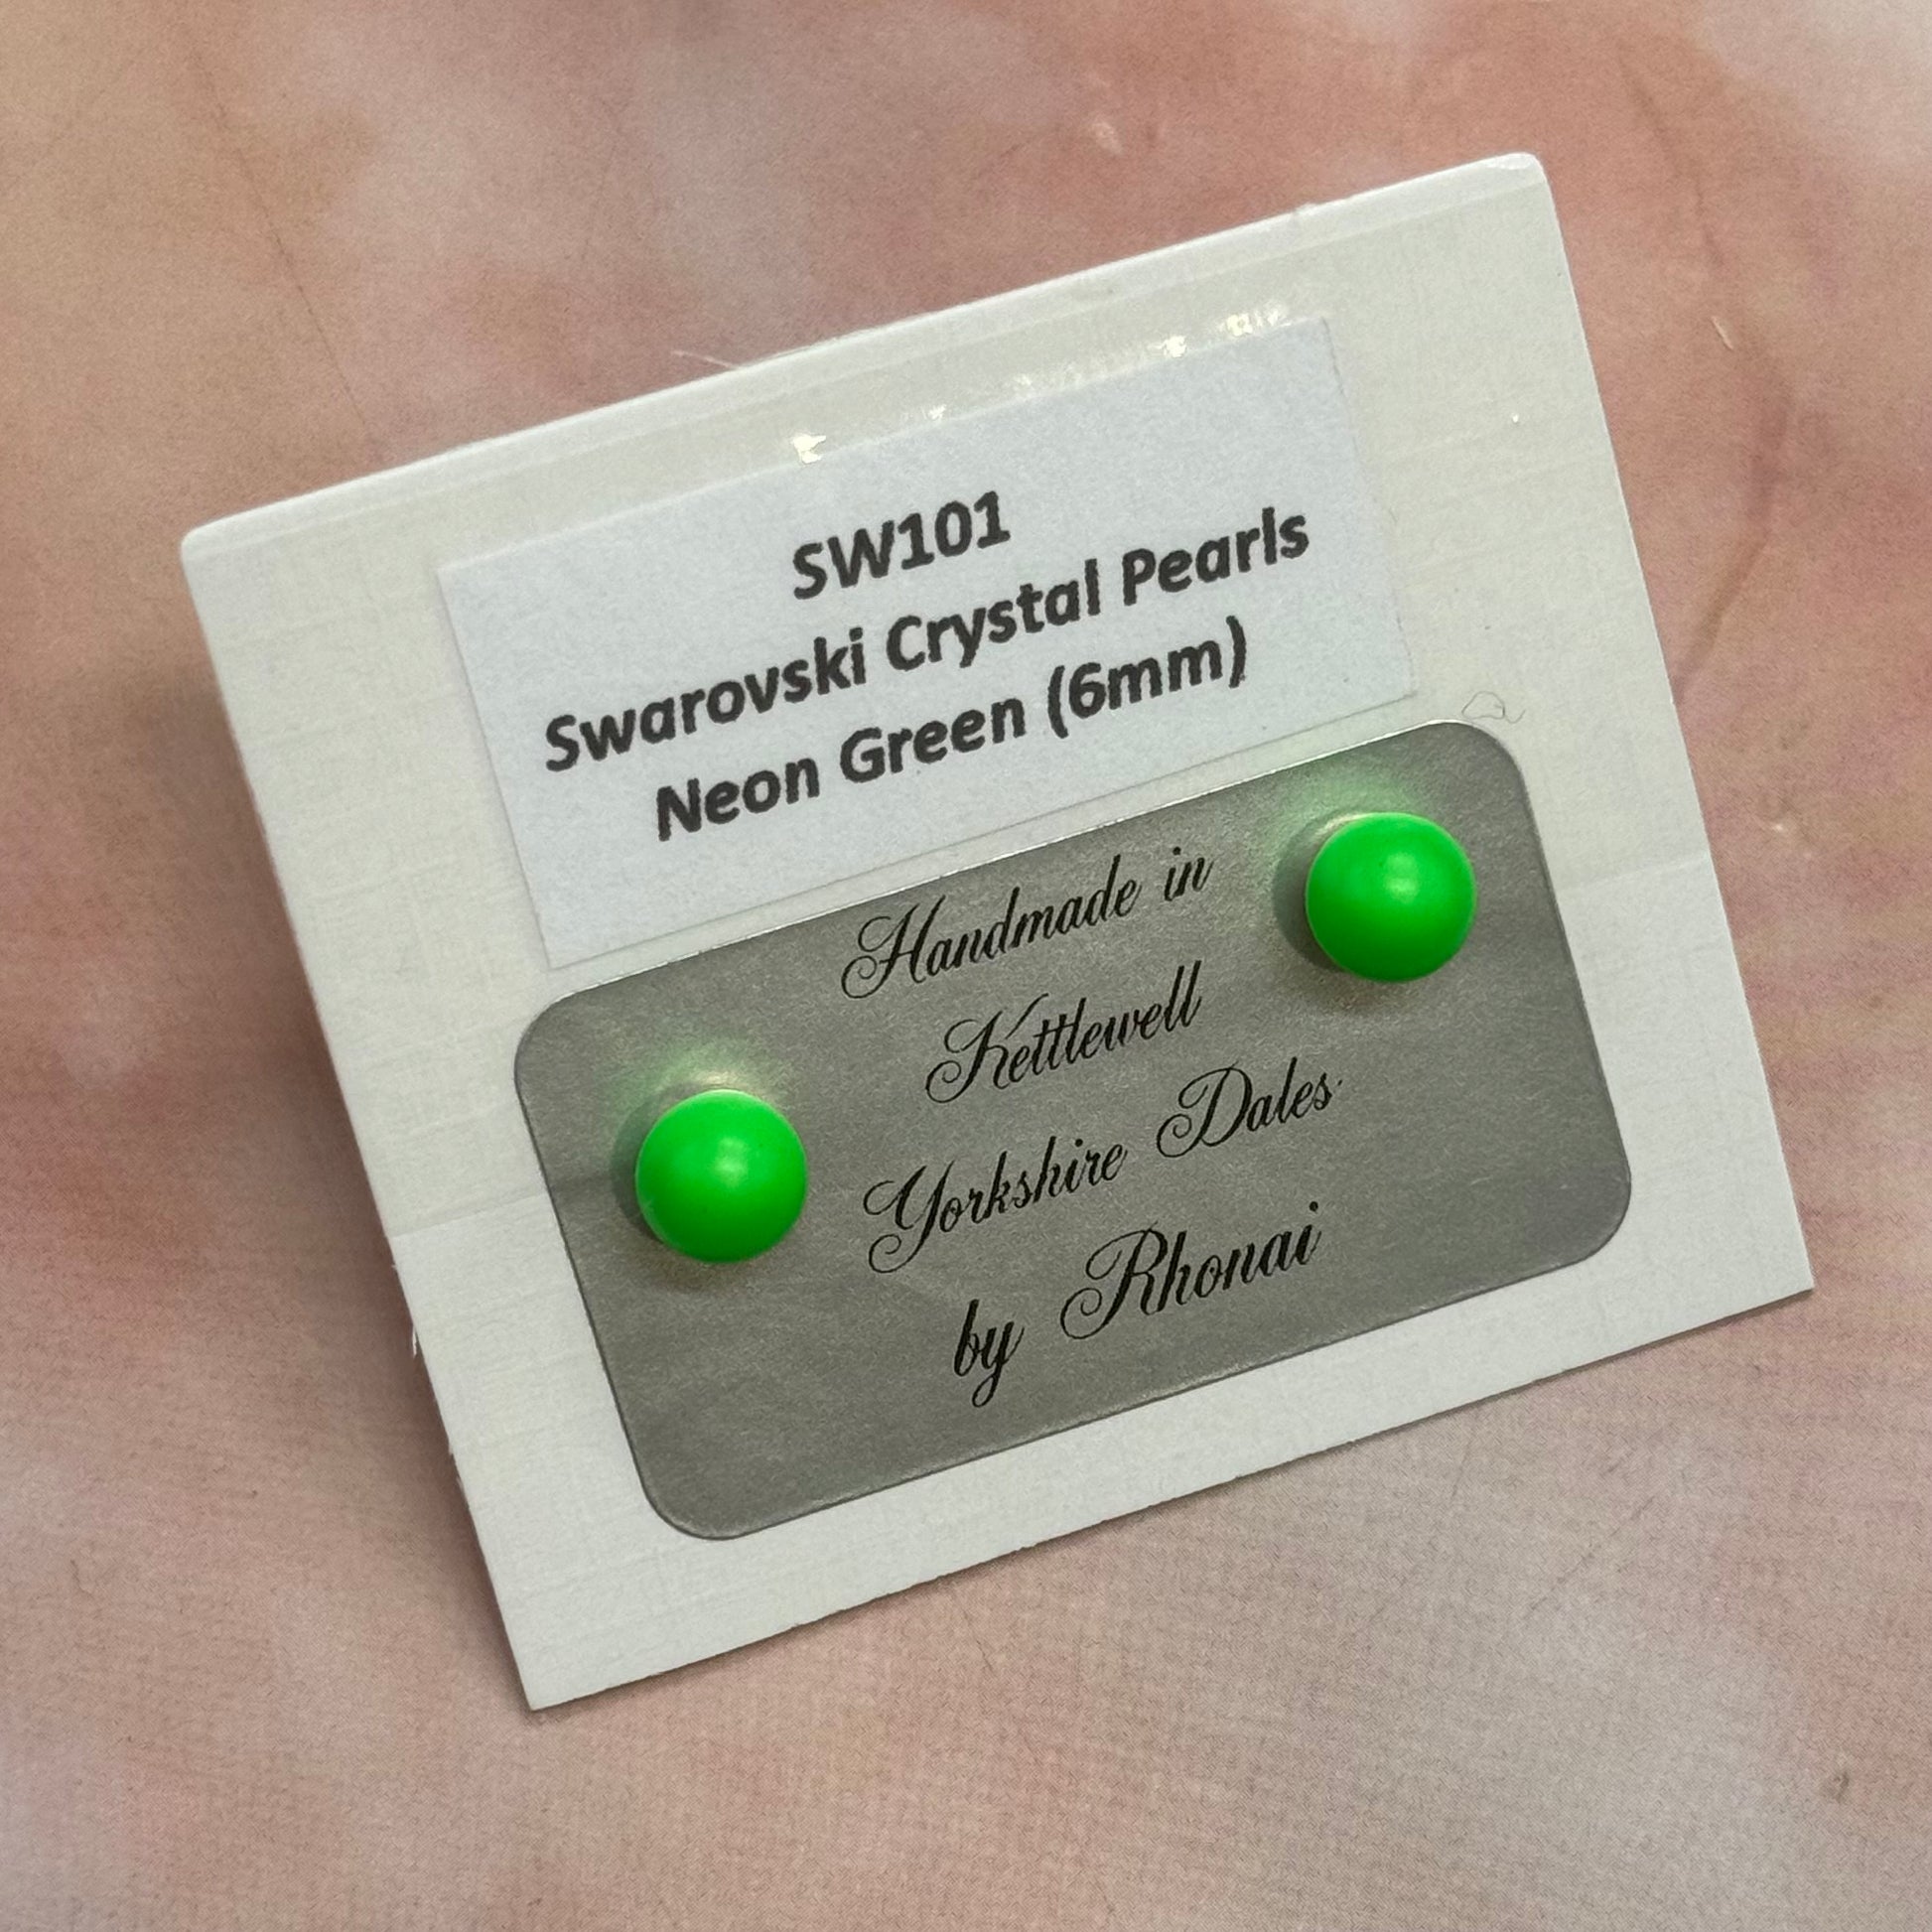 SW101
Swarovski Crystal Pearls
Neon Green (6mm)
Handmade in
Kettlewell
Yorkshire Dales
by Rhonai